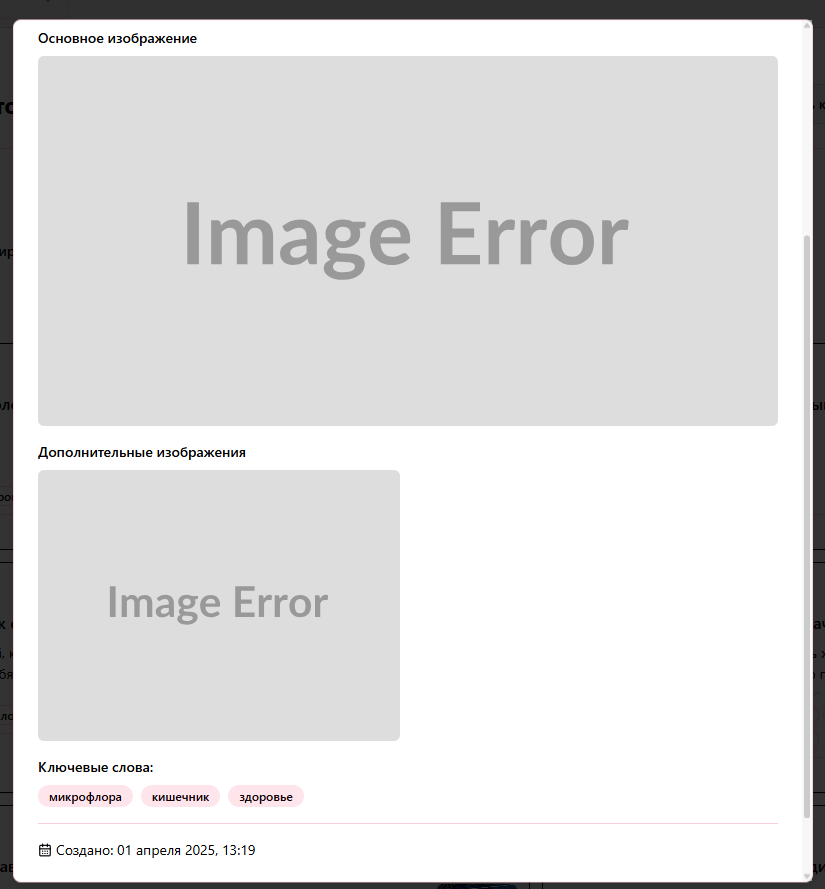 Основное изображение
Image Error
Дополнительные изображения
Image Error
Ключевые слова:
микрофлора кишечник здоровье
Создано: 01 апреля 2025, 13:19